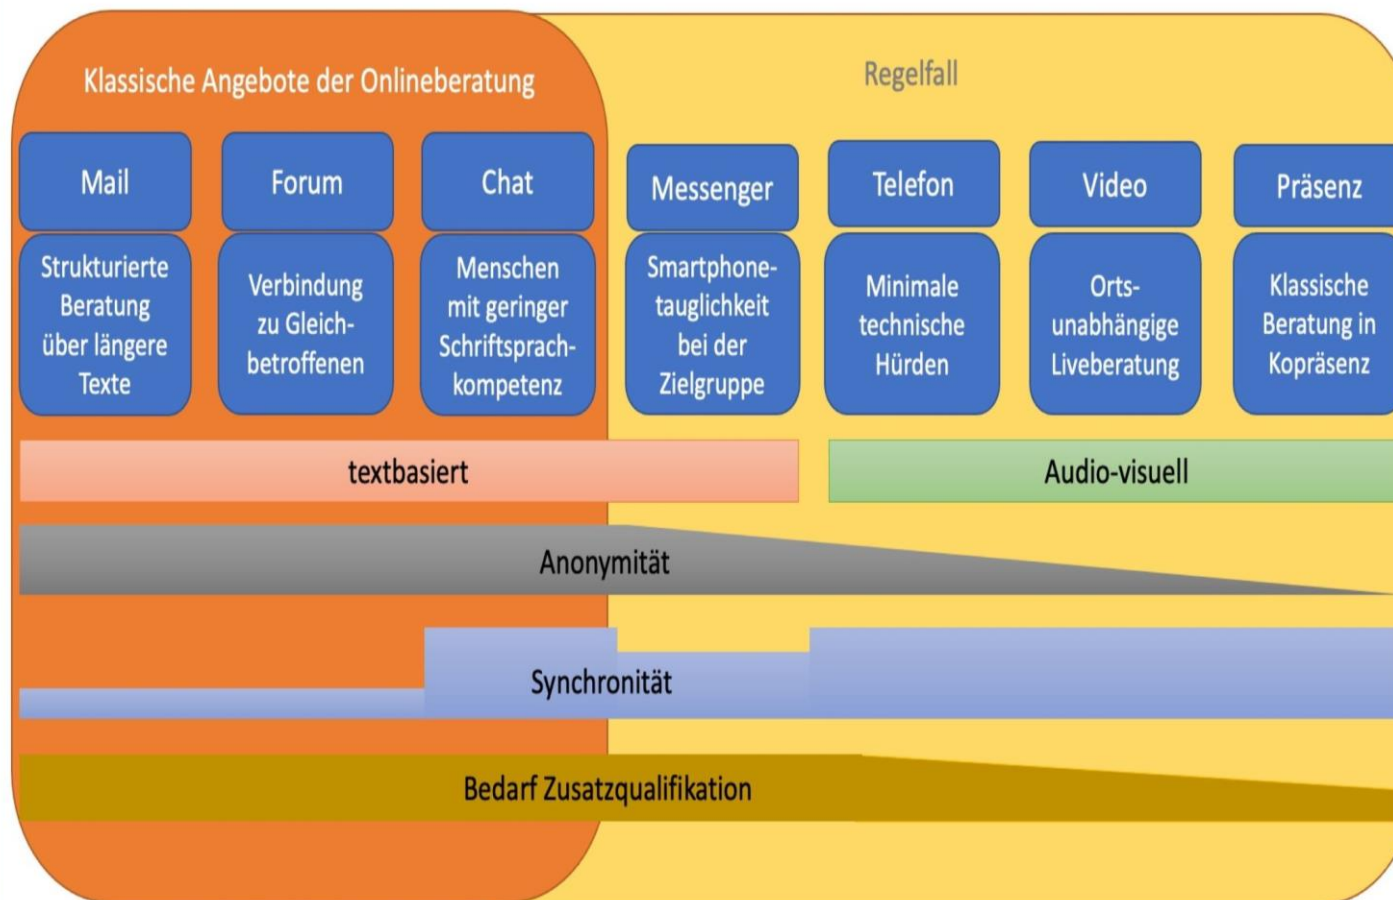 Klassische Angebote der Onlineberatung
Regelfall
Mail
Forum
Chat
Messenger
Telefon
Video
Präsenz
Strukturierte
Beratung
über längere
Texte
Verbindung
zu Gleich-
betroffenen
Menschen
mit geringer
Schriftsprach-
kompetenz
Smartphone-
tauglichkeit
bei der
Zielgruppe
Minimale
technische
Hürden
Orts-
unabhängige
Liveberatung
Klassische
Beratung in
Kopräsenz
textbasiert
Audio-visuell
Anonymität
Synchronität
Bedarf Zusatzqualifikation